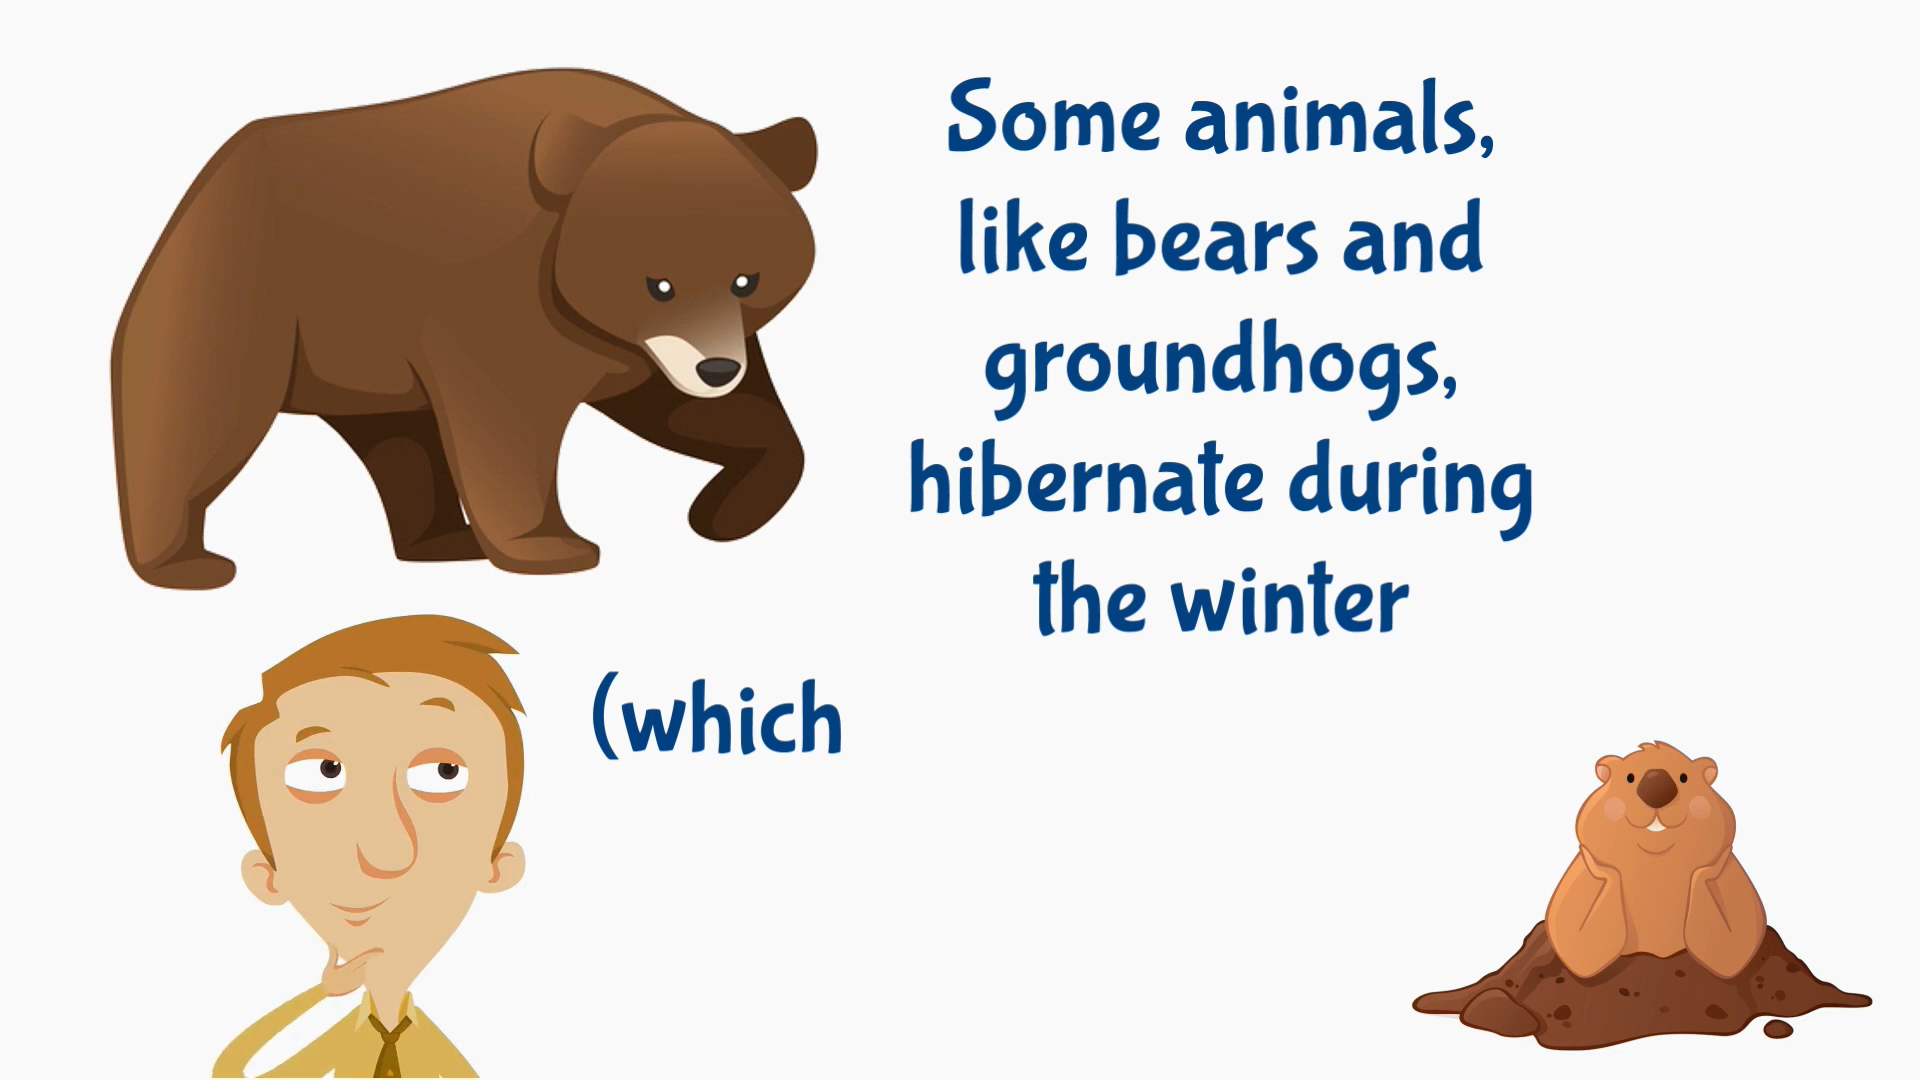 Some animals,
like bears and
groundhogs,
hibernate during
the winter
(which